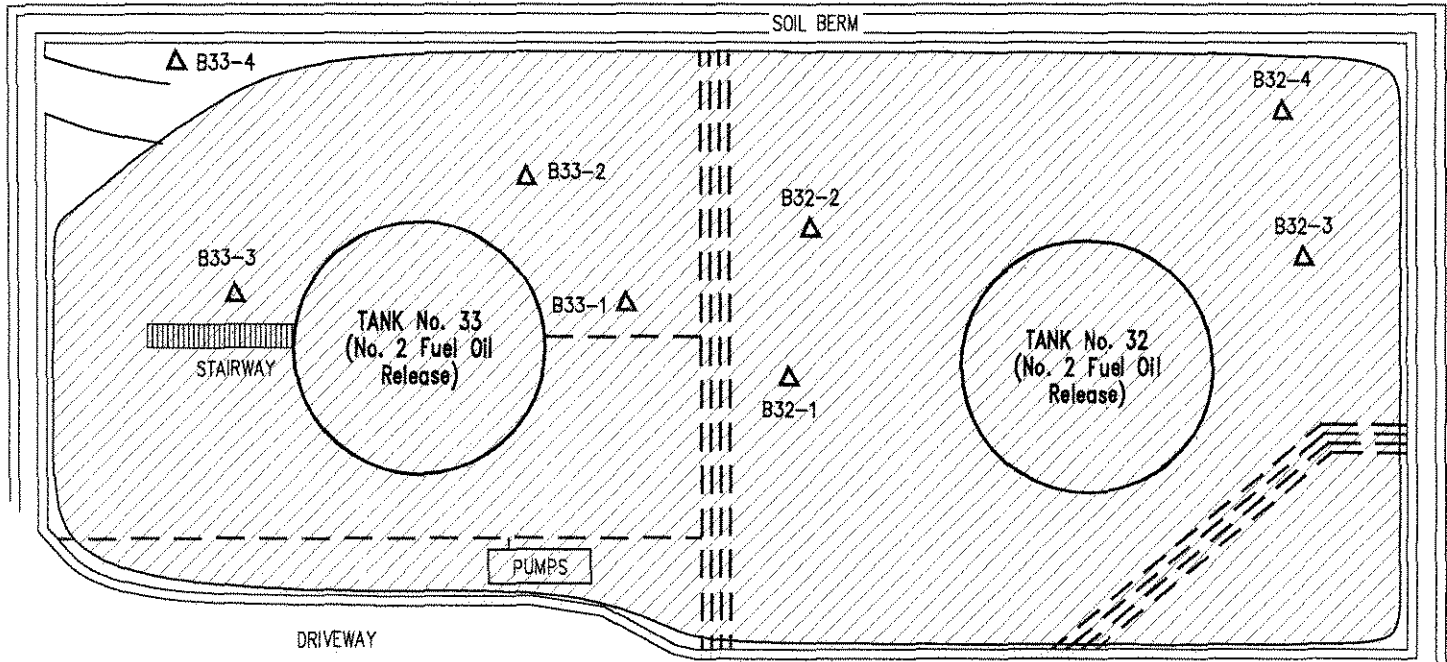 SOIL BERM
B33-4
B32-4
B33-2
B32-2
B32-3
B33-3
B33-1
TANK No. 33
(No. 2 Fuel Oil
Release)
TANK No. 32
(No. 2 Fuel Oil
Release)
STAIRWAY
B32-1
PUMPS
DRIVEWAY